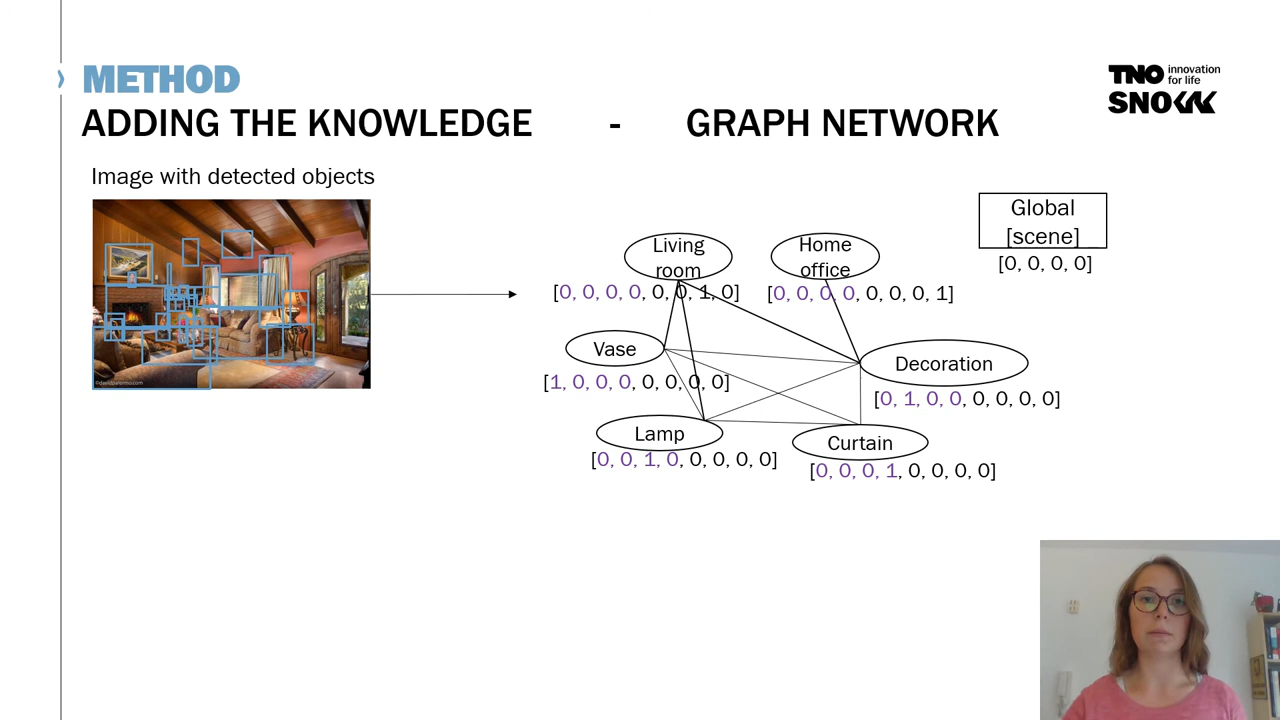 METHOD
ADDING THE KNOWLEDGE - GRAPH NETWORK
TNO innovation
for life
SNOW
Image with detected objects
©davidpalermo.com
Global
[scene]
[0, 0, 0, 0]
Living
room
[0, 0, 0, 0, 0, 0, 1, 0]
Home
office
[0, 0, 0, 0, 0, 0, 0, 1]
Vase
[1, 0, 0, 0, 0, 0, 0, 0]
Decoration
[0, 1, 0, 0, 0, 0, 0, 0]
Lamp
[0, 0, 1, 0, 0, 0, 0, 0]
Curtain
[0, 0, 0, 1, 0, 0, 0, 0]